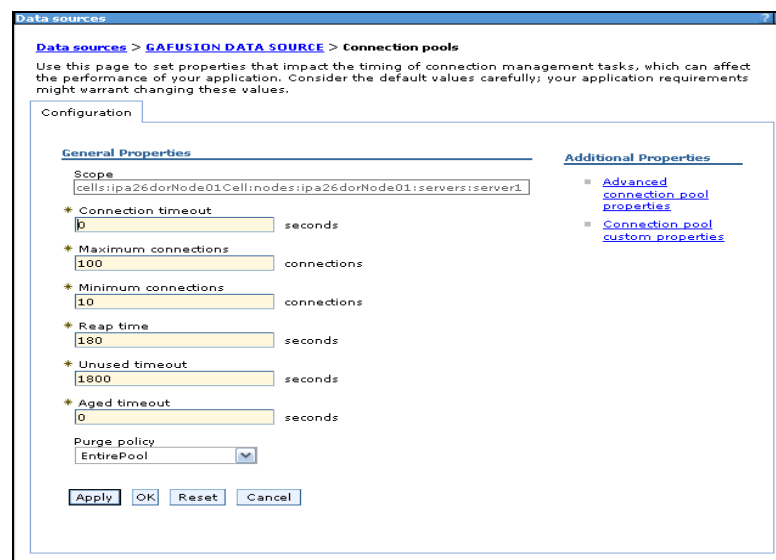 Data sources
?
Data sources > GAFUSION DATA SOURCE > Connection pools
Use this page to set properties that impact the timing of connection management tasks, which can affect
the performance of your application. Consider the default values carefully; your application requirements
might warrant changing these values.
Configuration
General Properties
Scope
cells:ipa26dorNode01Cell:nodes:ipa26dorNode01:servers:server1
* Connection timeout
0 seconds
* Maximum connections
100 connections
* Minimum connections
10 connections
* Reap time
180 seconds
* Unused timeout
1800 seconds
* Aged timeout
0 seconds
Purge policy
EntirePool
Apply OK Reset Cancel
Additional Properties
Advanced
connection pool
properties
Connection pool
custom properties